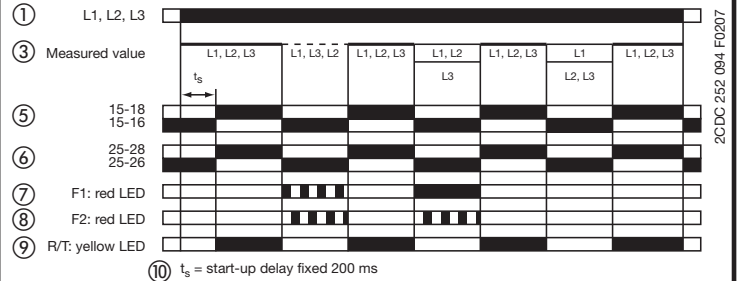 ① L1, L2, L3
③ Measured value
L1, L2, L3 L1, L3, L2 L1, L2, L3 L1, L2 L1, L2, L3 L1 L1, L2, L3
L3 L2, L3
ts
⑤ 15-18
15-16
⑥ 25-28
25-26
⑦ F1: red LED
⑧ F2: red LED
⑨ R/T: yellow LED
⑩ ts = start-up delay fixed 200 ms
2CDC 252 094 F0207